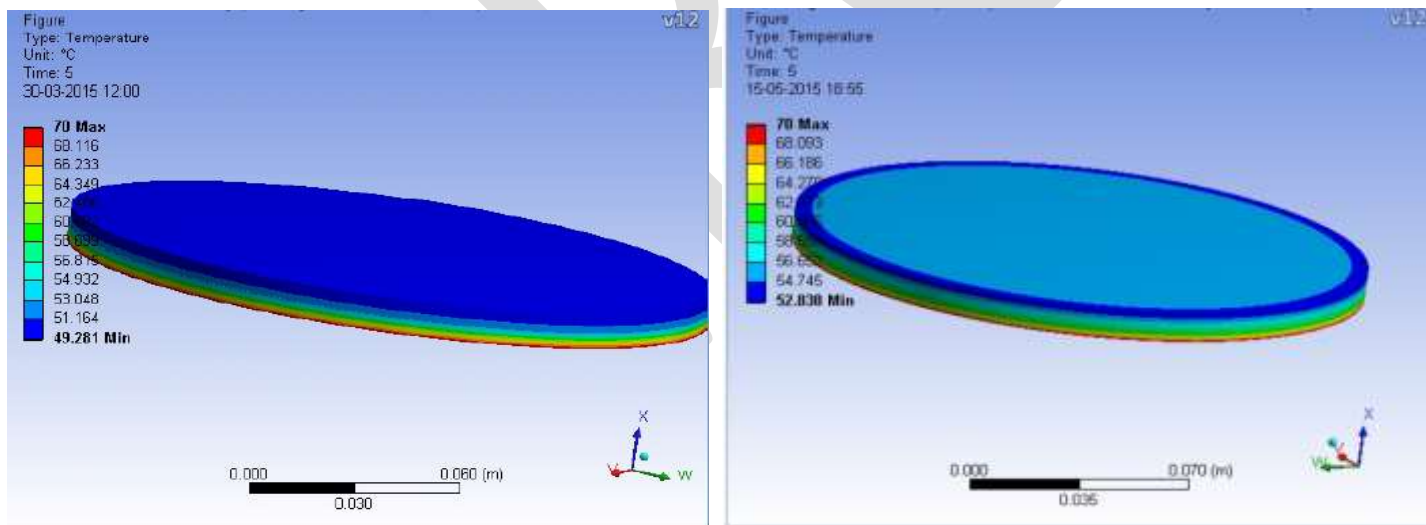 Figure
Type: Temperature
Unit: °C
Time: 5
30-03-2015 12:00
v12
70 Max
68.116
66.233
64.349
56.815
54.932
53.048
51.164
49.281 Min
X
Y
W
0.000
0.060 (m)
0.030
Figure
Type: Temperature
Unit: °C
Time: 5
15-05-2015
v12
70 Max
68.093
66.186
54.745
52.838 Min
X
W
0.000
0.070 (m)
0.035